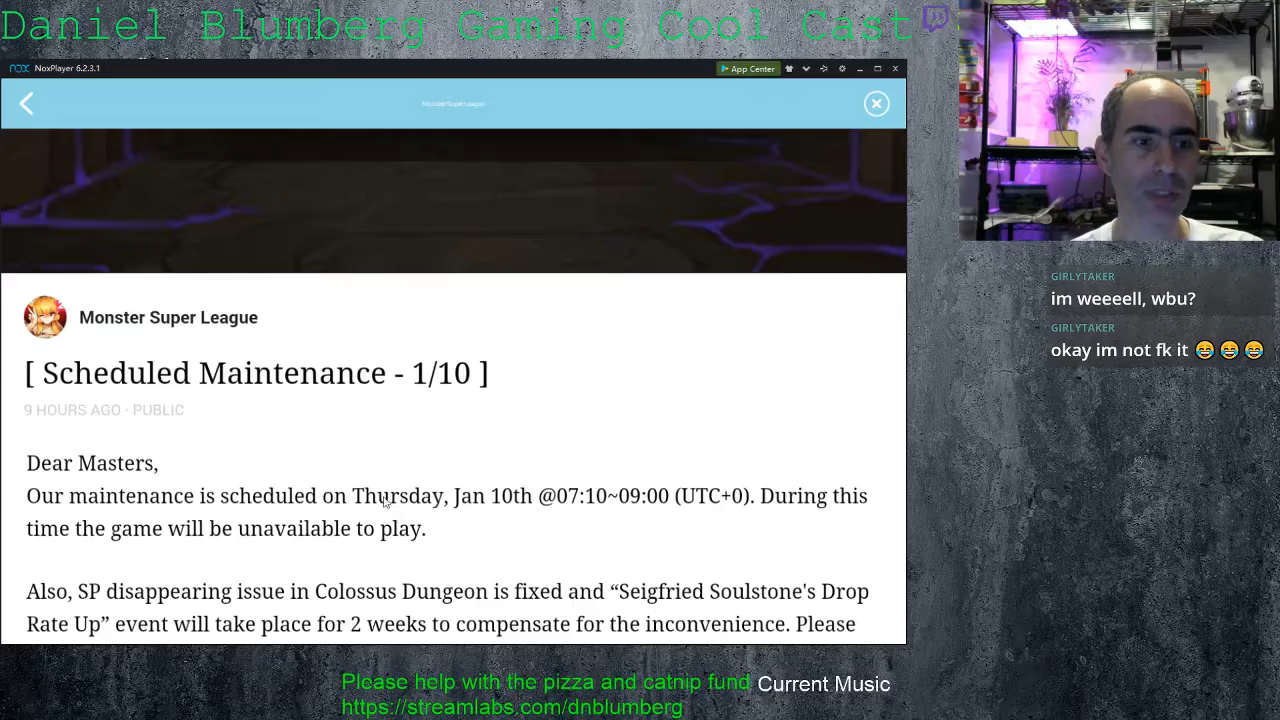 Daniel Blumberg Gaming Cool Cast
nox NoxPlayer 6.2.3.1
App Center
Monster Super League
Monster Super League
[ Scheduled Maintenance - 1/10 ]
9 HOURS AGO · PUBLIC
Dear Masters,
Our maintenance is scheduled on Thursday, Jan 10th @07:10~09:00 (UTC+0). During this
time the game will be unavailable to play.
Also, SP disappearing issue in Colossus Dungeon is fixed and “Seigfried Soulstone's Drop
Rate Up” event will take place for 2 weeks to compensate for the inconvenience. Please
GIRLYTAKER
im weeeell, wbu?
GIRLYTAKER
okay im not fk it 😂 😂 😂
Please help with the pizza and catnip fund
https://streamlabs.com/dnblumberg
Current Music